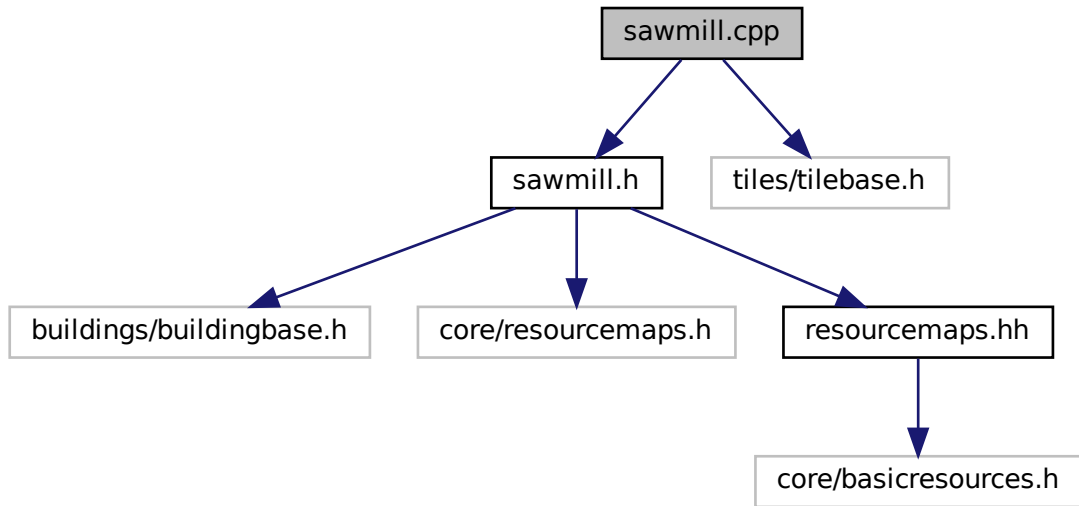 sawmill.cpp
sawmill.h
tiles/tilebase.h
buildings/buildingbase.h
core/resourcemaps.h
resourcemaps.hh
core/basicresources.h